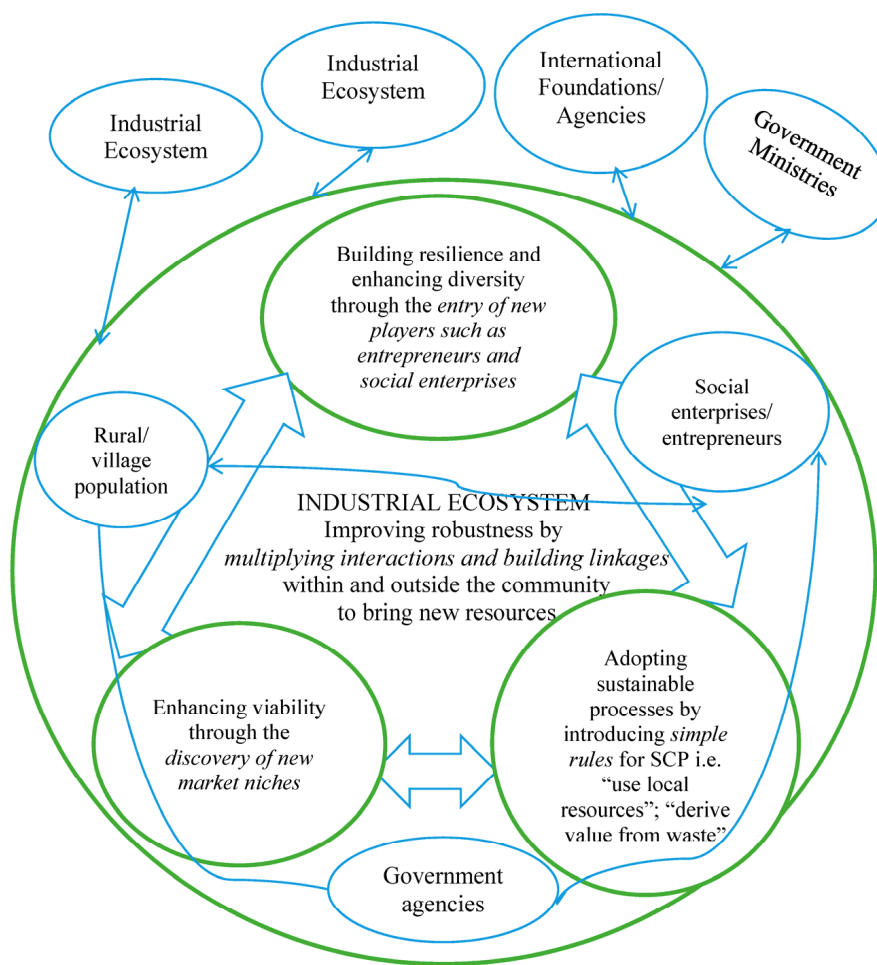 Industrial
Ecosystem
Industrial
Ecosystem
International
Foundations/
Agencies
Government
Ministries
Building resilience and
enhancing diversity
through the entry of new
players such as
entrepreneurs and
social enterprises
Social
enterprises/
entrepreneurs
Rural/
village
population
INDUSTRIAL ECOSYSTEM
Improving robustness by
multiplying interactions and building linkages
within and outside the community
to bring new resources
Enhancing viability
through the
discovery of new
market niches
Adopting
sustainable
processes by
introducing simple
rules for SCP i.e.
“use local
resources”; “derive
value from waste”
Government
agencies